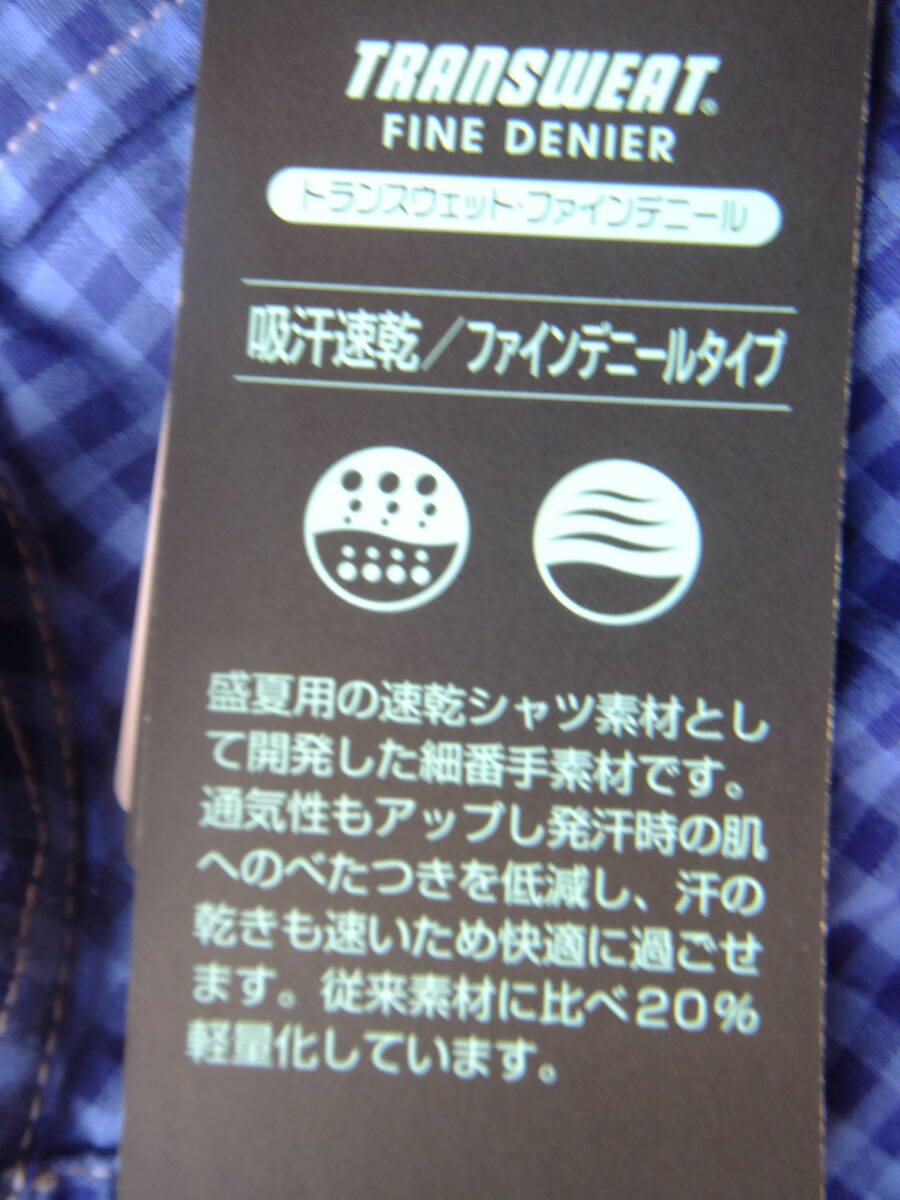 TRANSWEAT®
FINE DENIER
トランスウェット・ファインデニール
吸汗速乾／ファインデニールタイプ
盛夏用の速乾シャツ素材とし
て開発した細番手素材です。
通気性もアップし発汗時の肌
へのべたつきを低減し、汗の
乾きも速いため快適に過ごせ
ます。従来素材に比べ20%
軽量化しています。